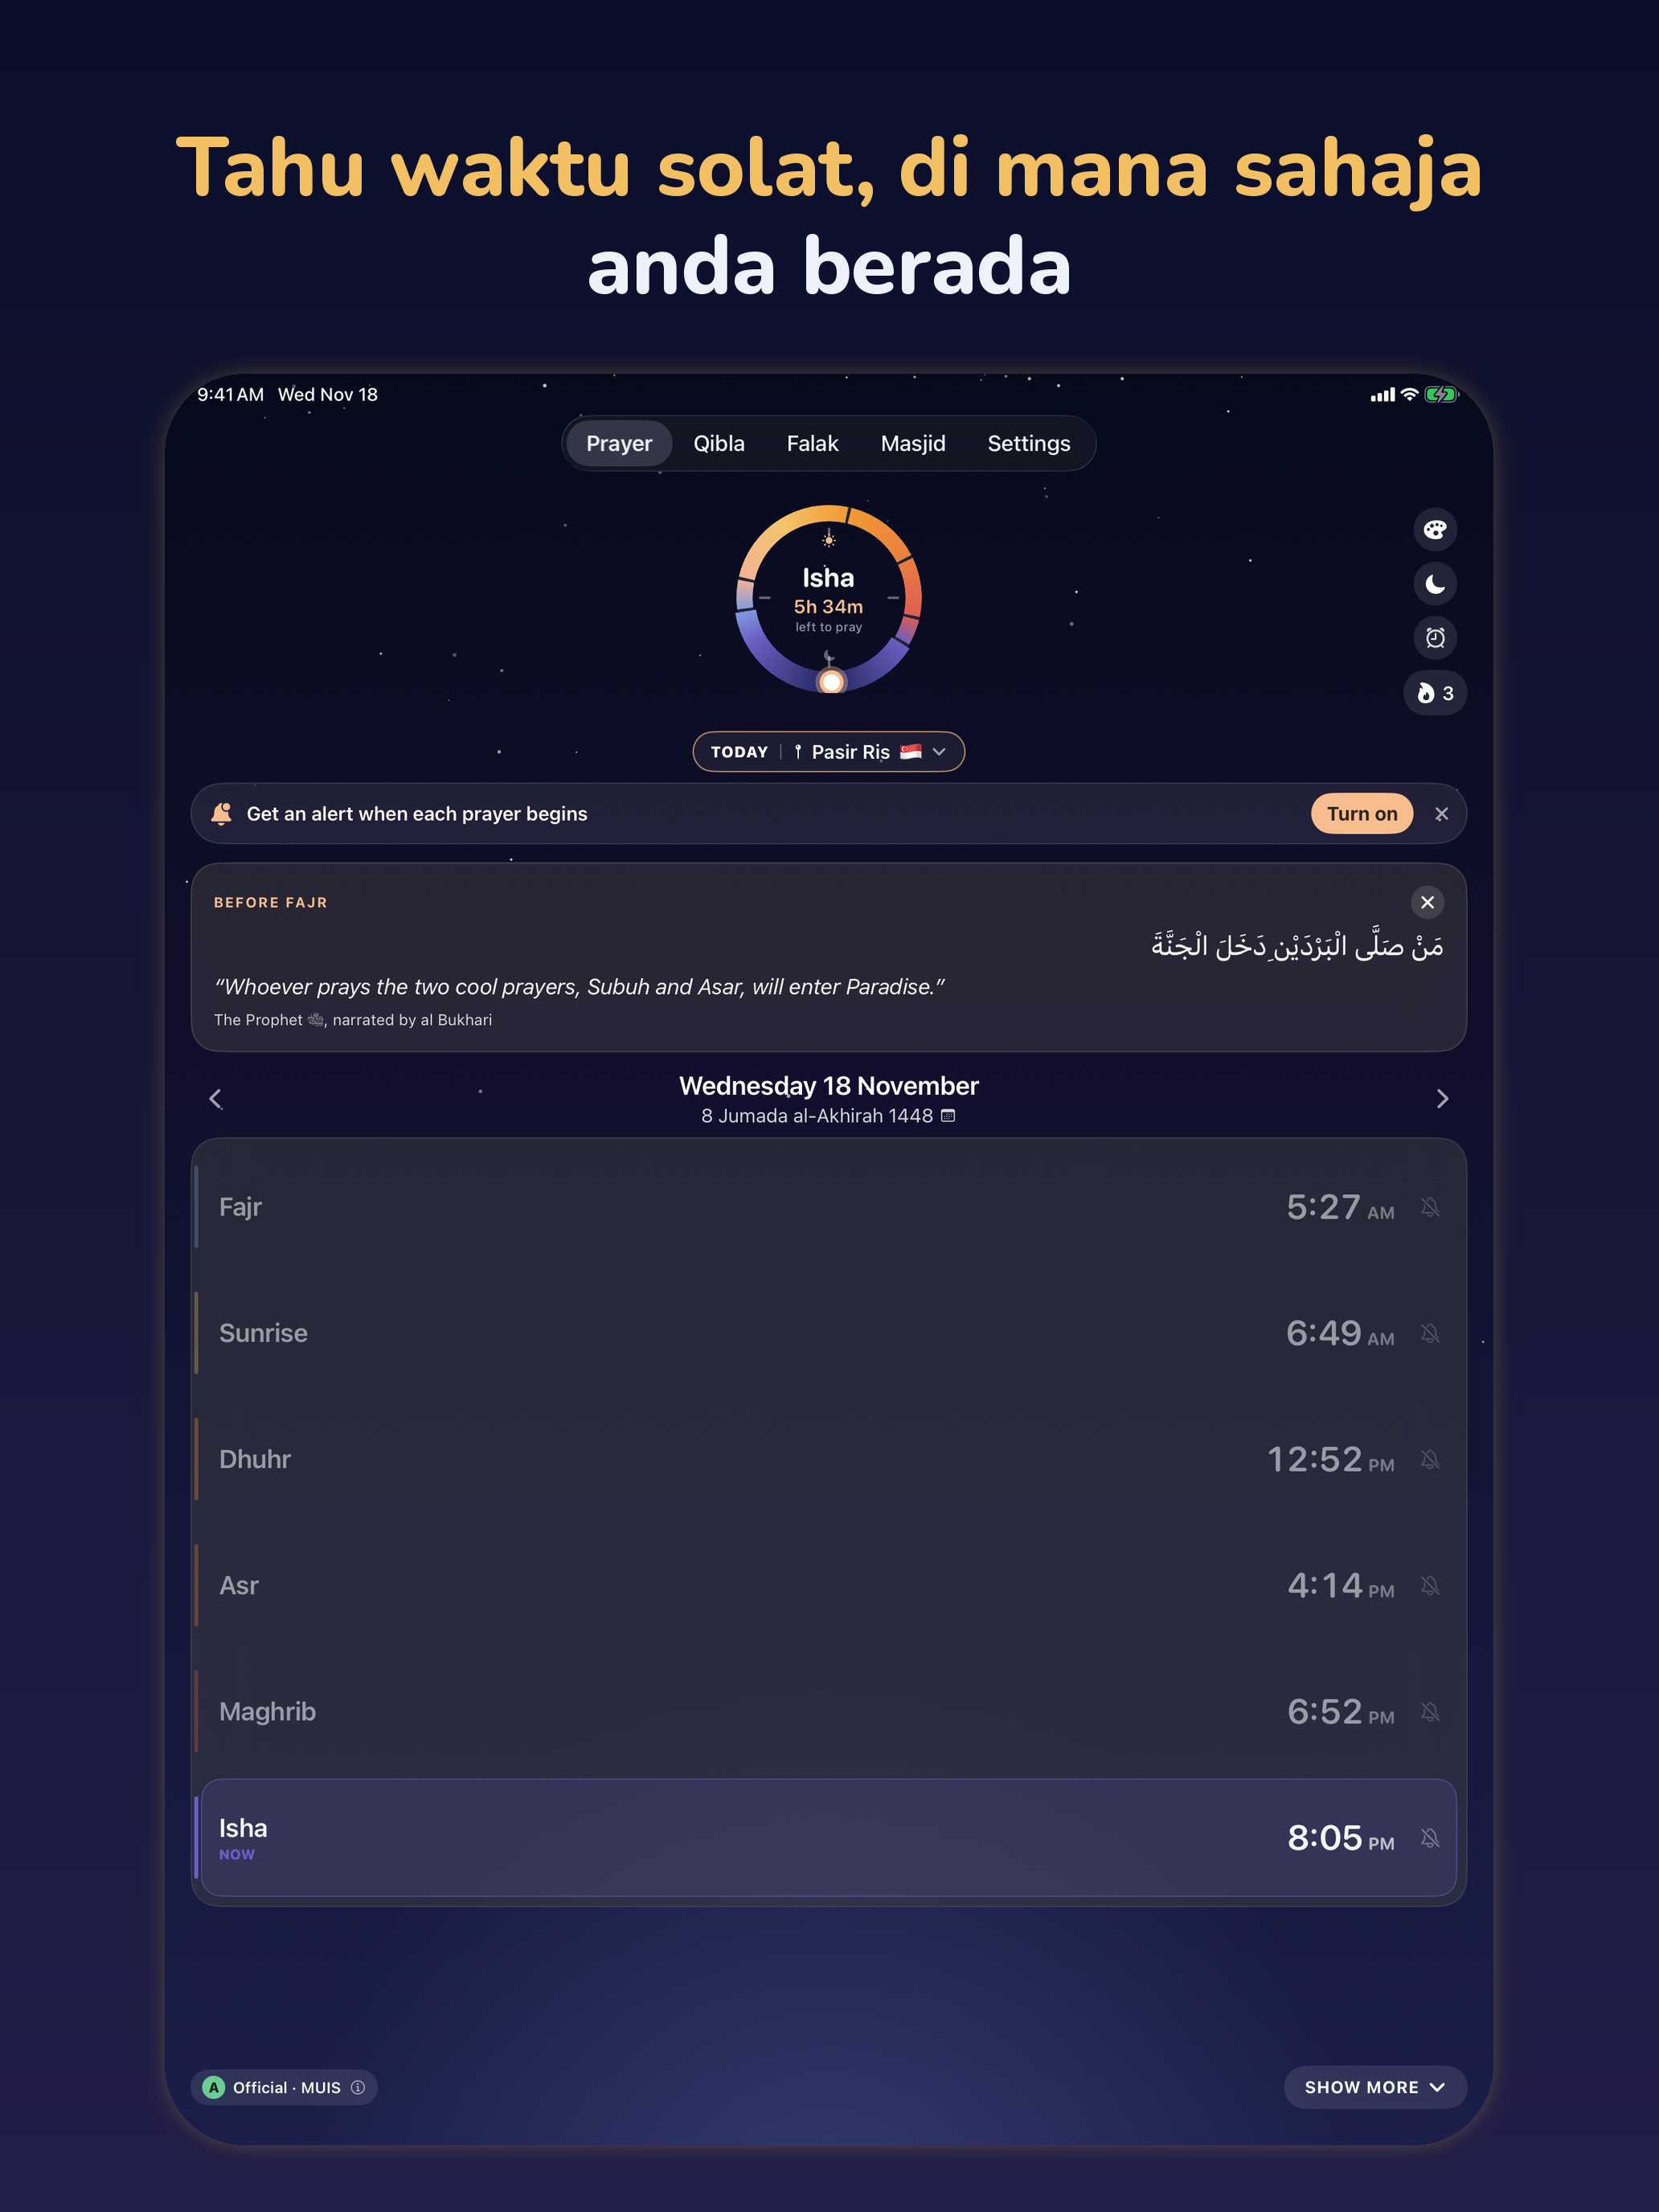 Tahu waktu solat, di mana sahaja
anda berada
9:41 AM Wed Nov 18
Prayer Qibla Falak Masjid Settings
Isha
5h 34m
left to pray
3
TODAY Pasir Ris
Get an alert when each prayer begins Turn on
BEFORE FAJR
مَنْ صَلَّى الْبَرْدَيْنِ دَخَلَ الْجَنَّةَ
“Whoever prays the two cool prayers, Subuh and Asar, will enter Paradise.”
The Prophet ﷺ, narrated by al Bukhari
Wednesday 18 November
8 Jumada al-Akhirah 1448
Fajr 5:27 AM
Sunrise 6:49 AM
Dhuhr 12:52 PM
Asr 4:14 PM
Maghrib 6:52 PM
Isha 8:05 PM
NOW
A Official · MUIS
SHOW MORE